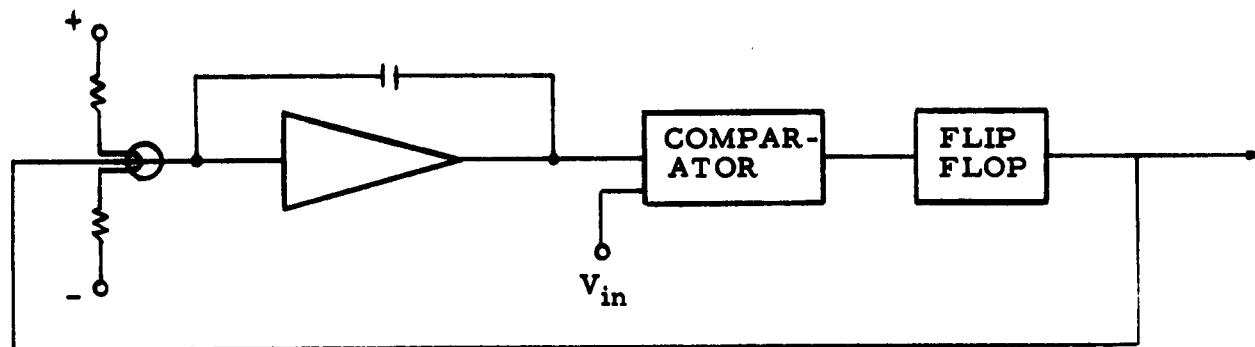 +
COMPAR-
ATOR
FLIP
FLOP
V_in
-